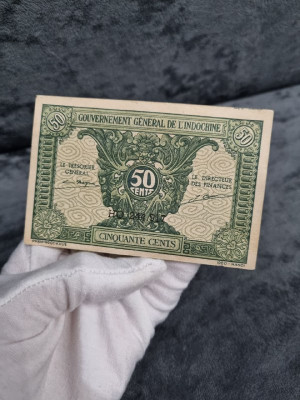 GOUVERNEMENT GÉNÉRAL DE L'INDOCHINE
50
50
LE TRÉSORIER
GÉNÉRAL
LE DIRECTEUR
DES FINANCES
50
CENTS
CINQUANTE CENTS